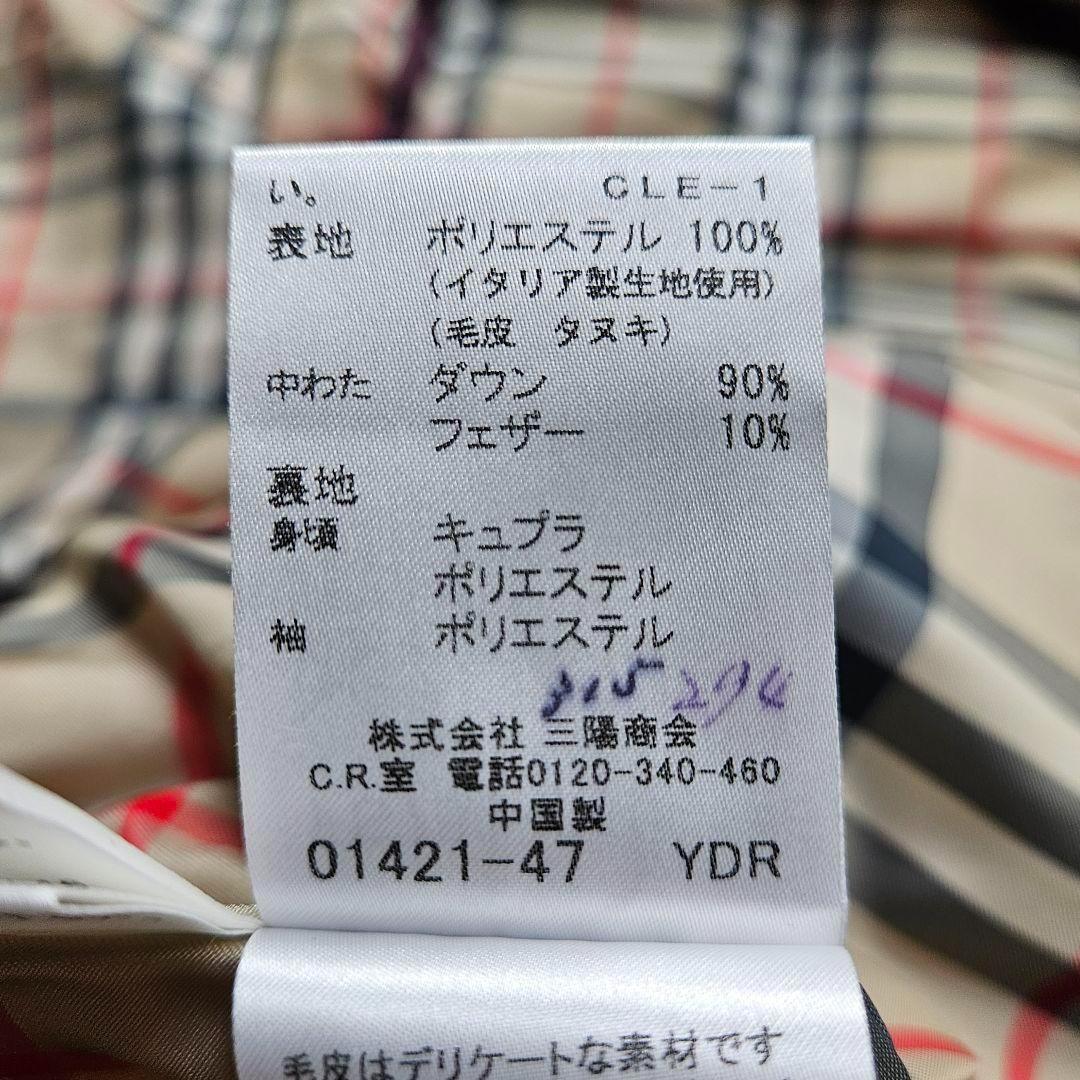 い。 CLE-1
表地 ポリエステル 100%
(イタリア製生地使用)
(毛皮 タヌキ)
中わた ダウン 90%
フェザー 10%
裏地
身頃 キュプラ
ポリエステル
袖 ポリエステル
315 294
株式会社 三陽商会
C.R.室 電話0120-340-460
中国製
01421-47 YDR
毛皮はデリケートな素材です